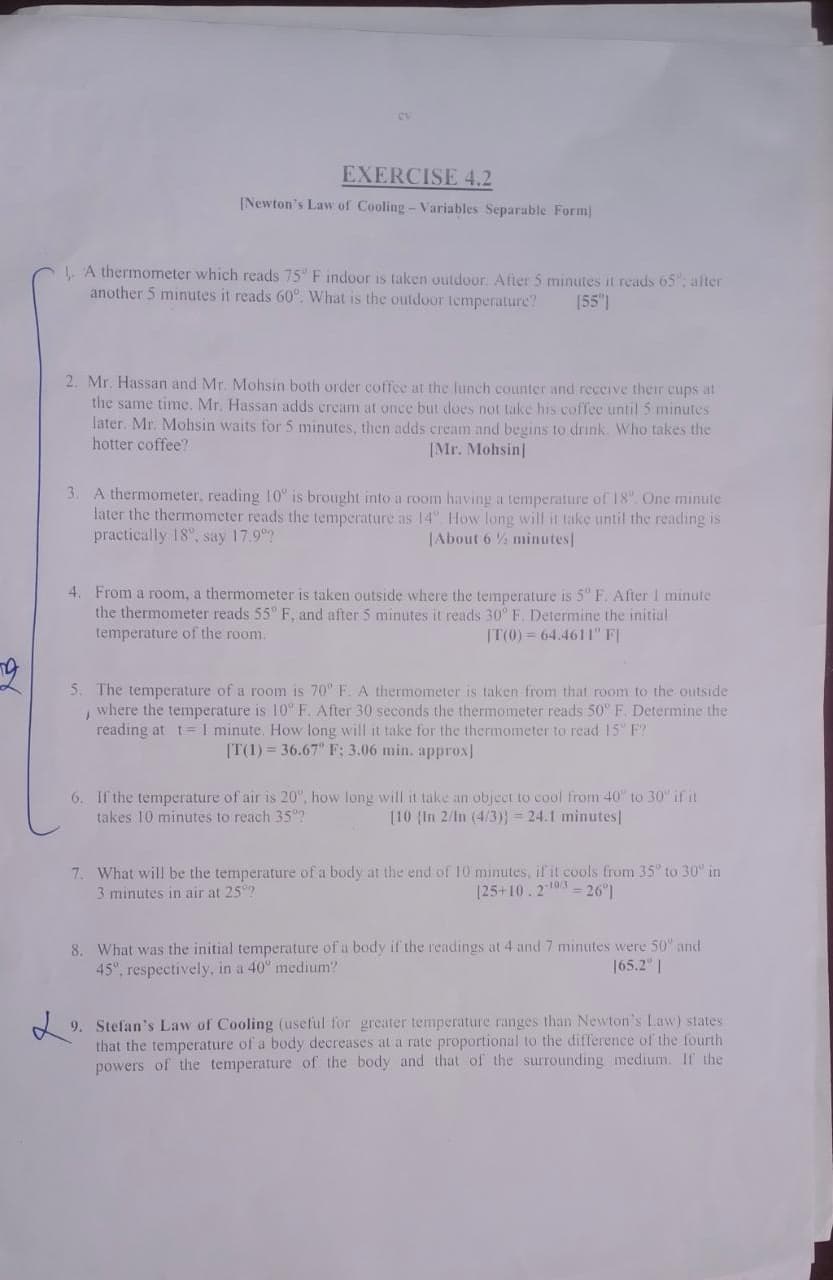 EXERCISE 4.2
[Newton's Law of Cooling – Variables Separable Form]
1. A thermometer which reads 75° F indoor is taken outdoor. After 5 minutes it reads 65°; after
another 5 minutes it reads 60°. What is the outdoor temperature? [55°]
2. Mr. Hassan and Mr. Mohsin both order coffee at the lunch counter and receive their cups at
the same time. Mr. Hassan adds cream at once but does not take his coffee until 5 minutes
later. Mr. Mohsin waits for 5 minutes, then adds cream and begins to drink. Who takes the
hotter coffee? [Mr. Mohsin]
3. A thermometer, reading 10° is brought into a room having a temperature of 18°. One minute
later the thermometer reads the temperature as 14°. How long will it take until the reading is
practically 18°, say 17.9°? [About 6 ½ minutes]
4. From a room, a thermometer is taken outside where the temperature is 5° F. After 1 minute
the thermometer reads 55° F, and after 5 minutes it reads 30° F. Determine the initial
temperature of the room. [T(0) = 64.4611° F]
5. The temperature of a room is 70° F. A thermometer is taken from that room to the outside
where the temperature is 10° F. After 30 seconds the thermometer reads 50° F. Determine the
reading at t = 1 minute. How long will it take for the thermometer to read 15° F?
[T(1) = 36.67° F; 3.06 min. approx]
6. If the temperature of air is 20°, how long will it take an object to cool from 40° to 30° if it
takes 10 minutes to reach 35°? [10 {ln 2/ln (4/3)} = 24.1 minutes]
7. What will be the temperature of a body at the end of 10 minutes, if it cools from 35° to 30° in
3 minutes in air at 25°? [25+10 . 2⁻¹⁰ᐟ³ = 26°]
8. What was the initial temperature of a body if the readings at 4 and 7 minutes were 50° and
45°, respectively, in a 40° medium? [65.2° ]
9. Stefan's Law of Cooling (useful for greater temperature ranges than Newton's Law) states
that the temperature of a body decreases at a rate proportional to the difference of the fourth
powers of the temperature of the body and that of the surrounding medium. If the